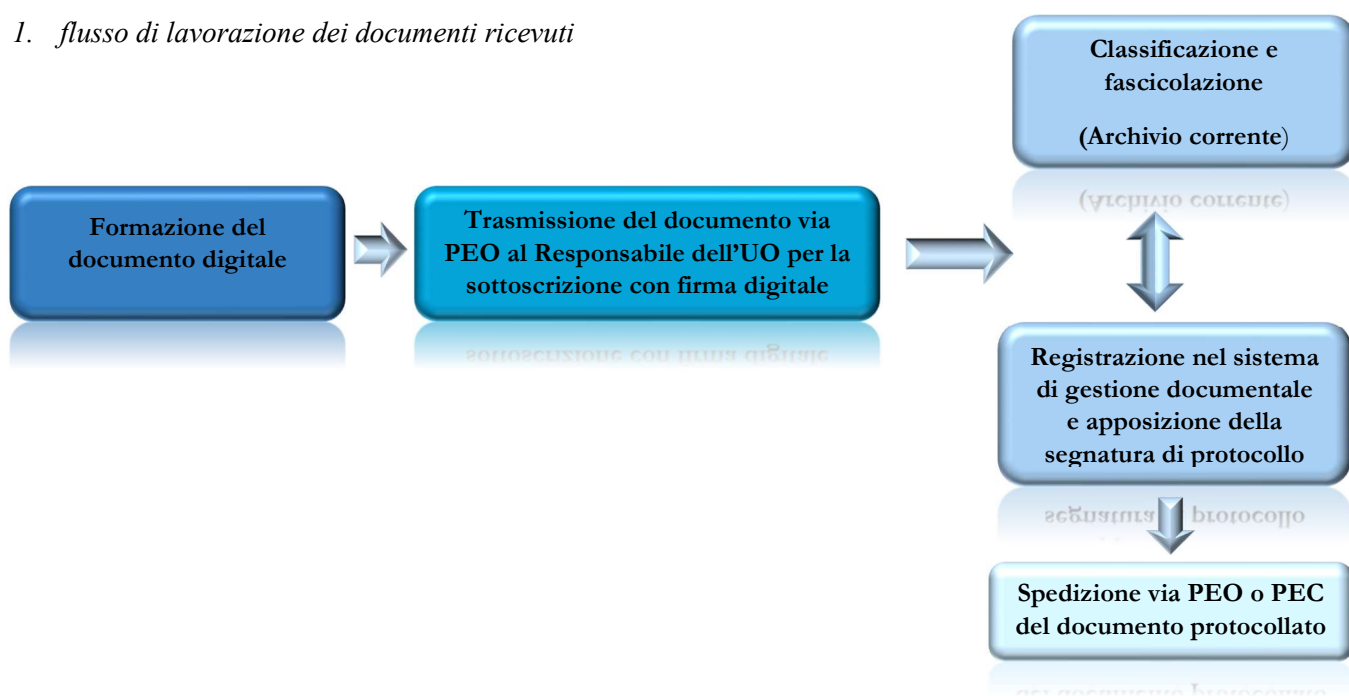 1. flusso di lavorazione dei documenti ricevuti
Formazione del
documento digitale
Trasmissione del documento via
PEO al Responsabile dell’UO per la
sottoscrizione con firma digitale
Classificazione e
fascicolazione
(Archivio corrente)
Registrazione nel sistema
di gestione documentale
e apposizione della
segnatura di protocollo
Spedizione via PEO o PEC
del documento protocollato